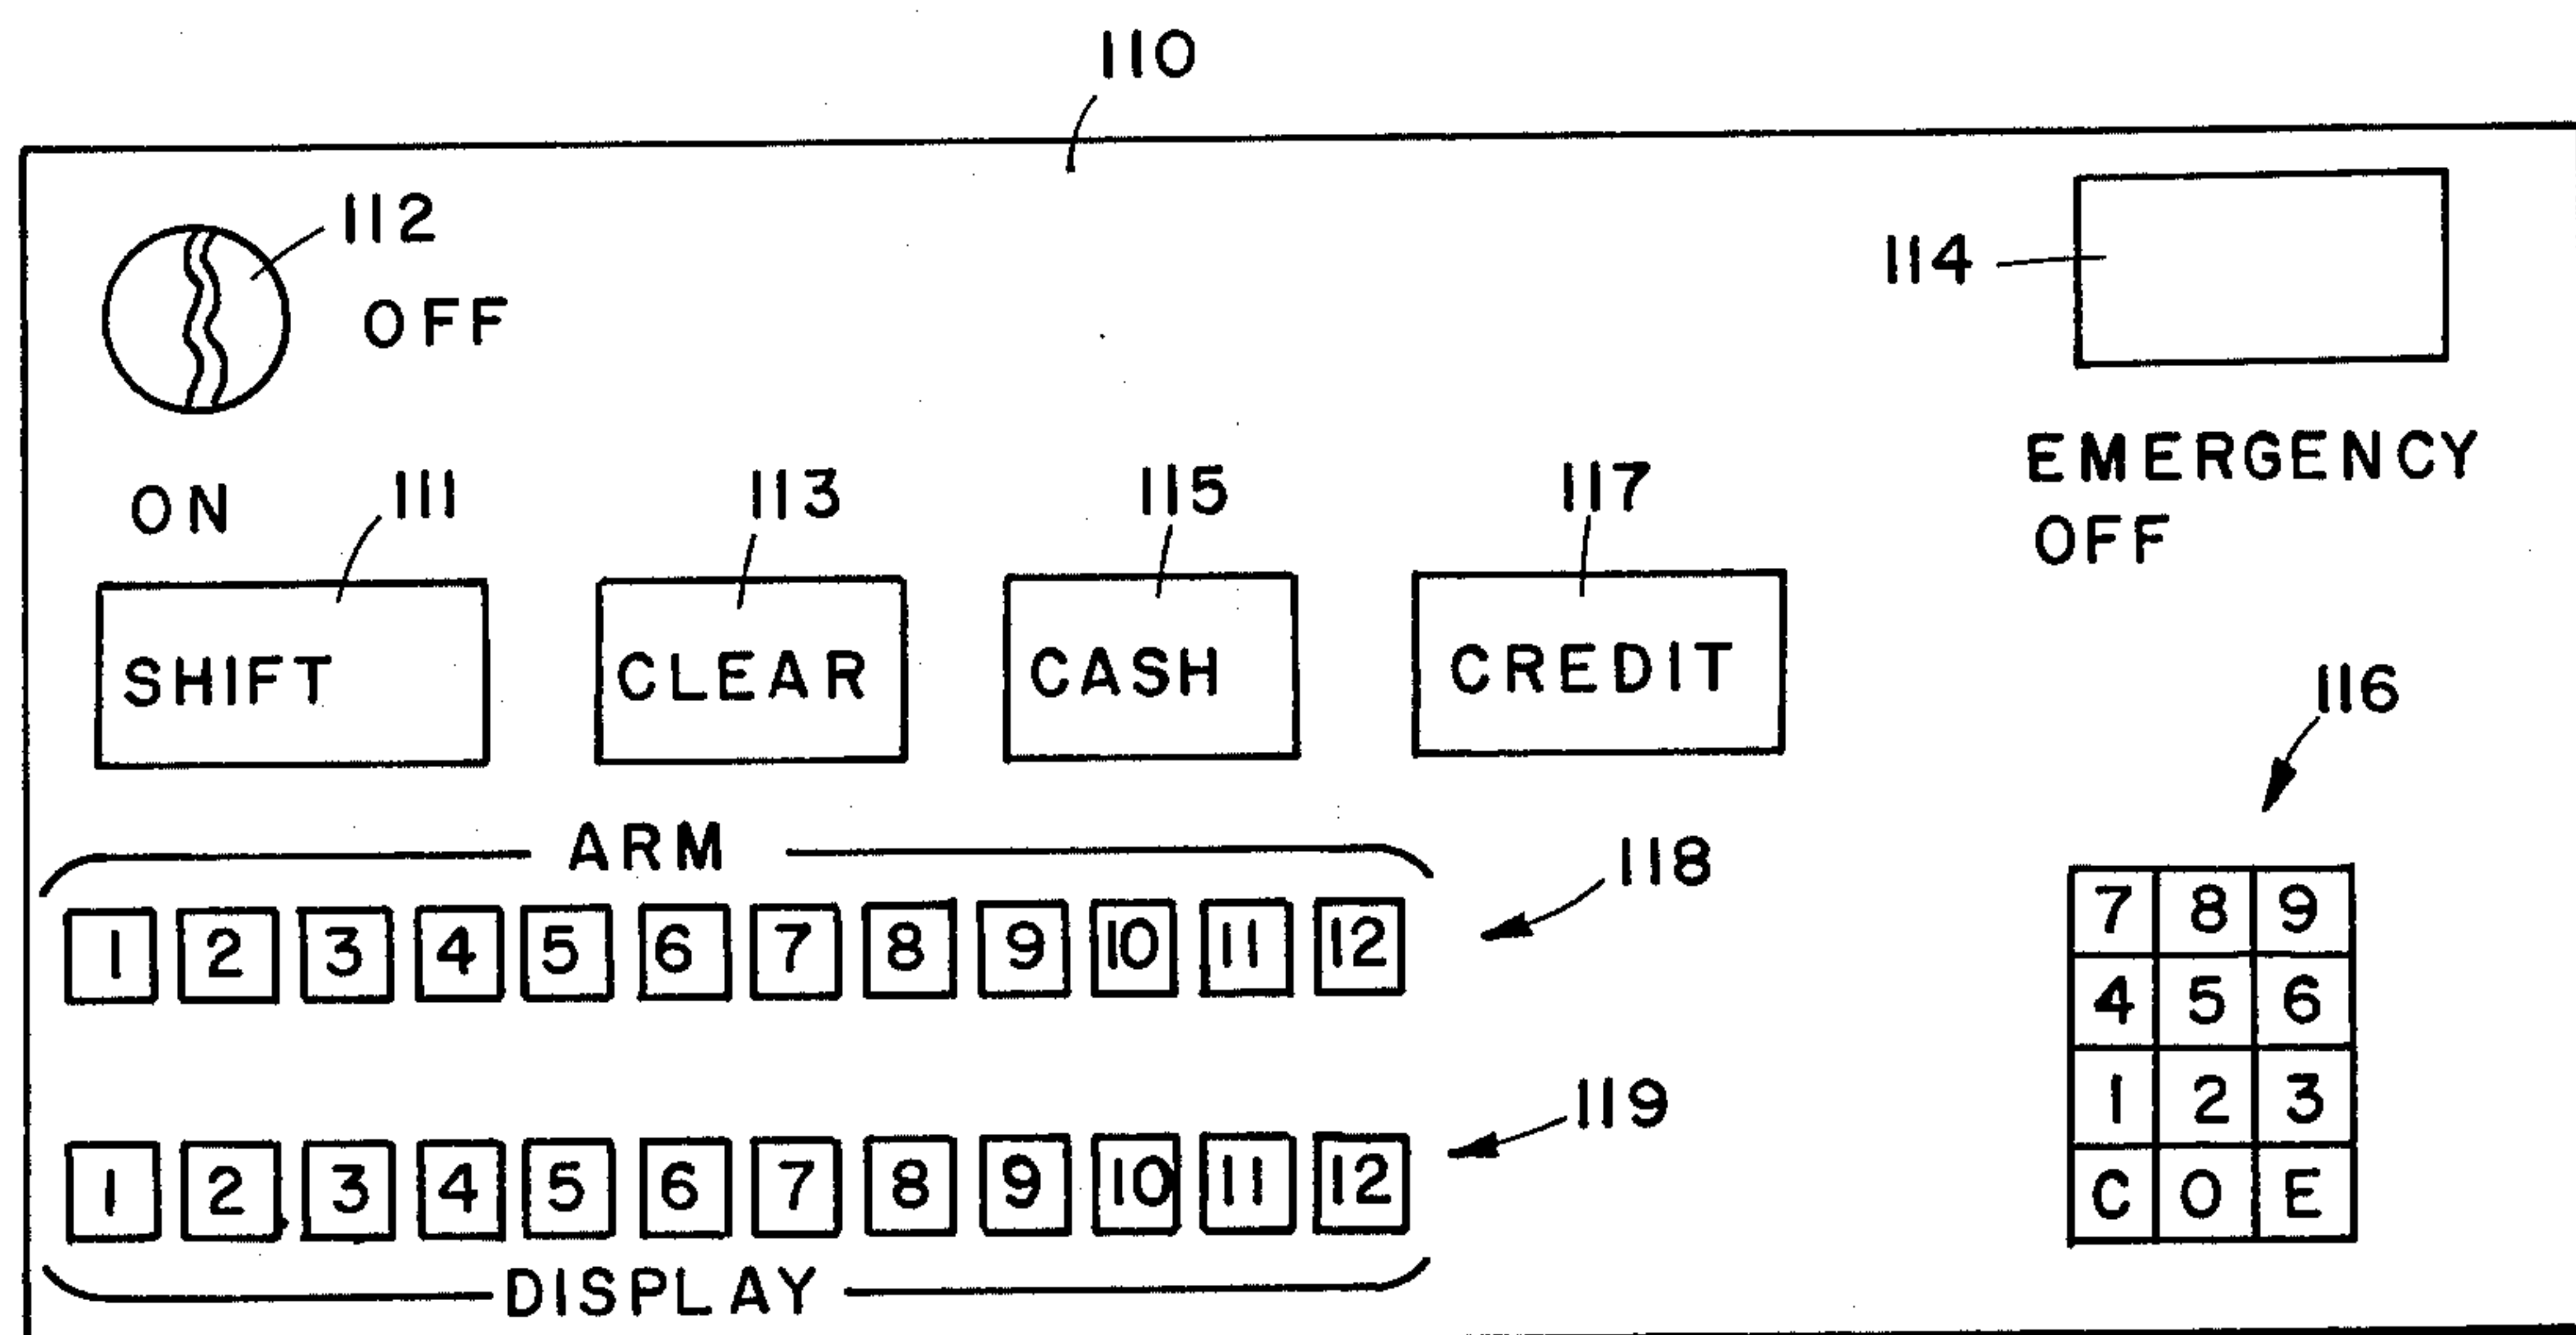 110
112
OFF
114
EMERGENCY
OFF
ON
111
113
115
117
SHIFT
CLEAR
CASH
CREDIT
116
ARM
118
1 2 3 4 5 6 7 8 9 10 11 12
7 8 9
4 5 6
1 2 3
C 0 E
119
1 2 3 4 5 6 7 8 9 10 11 12
DISPLAY